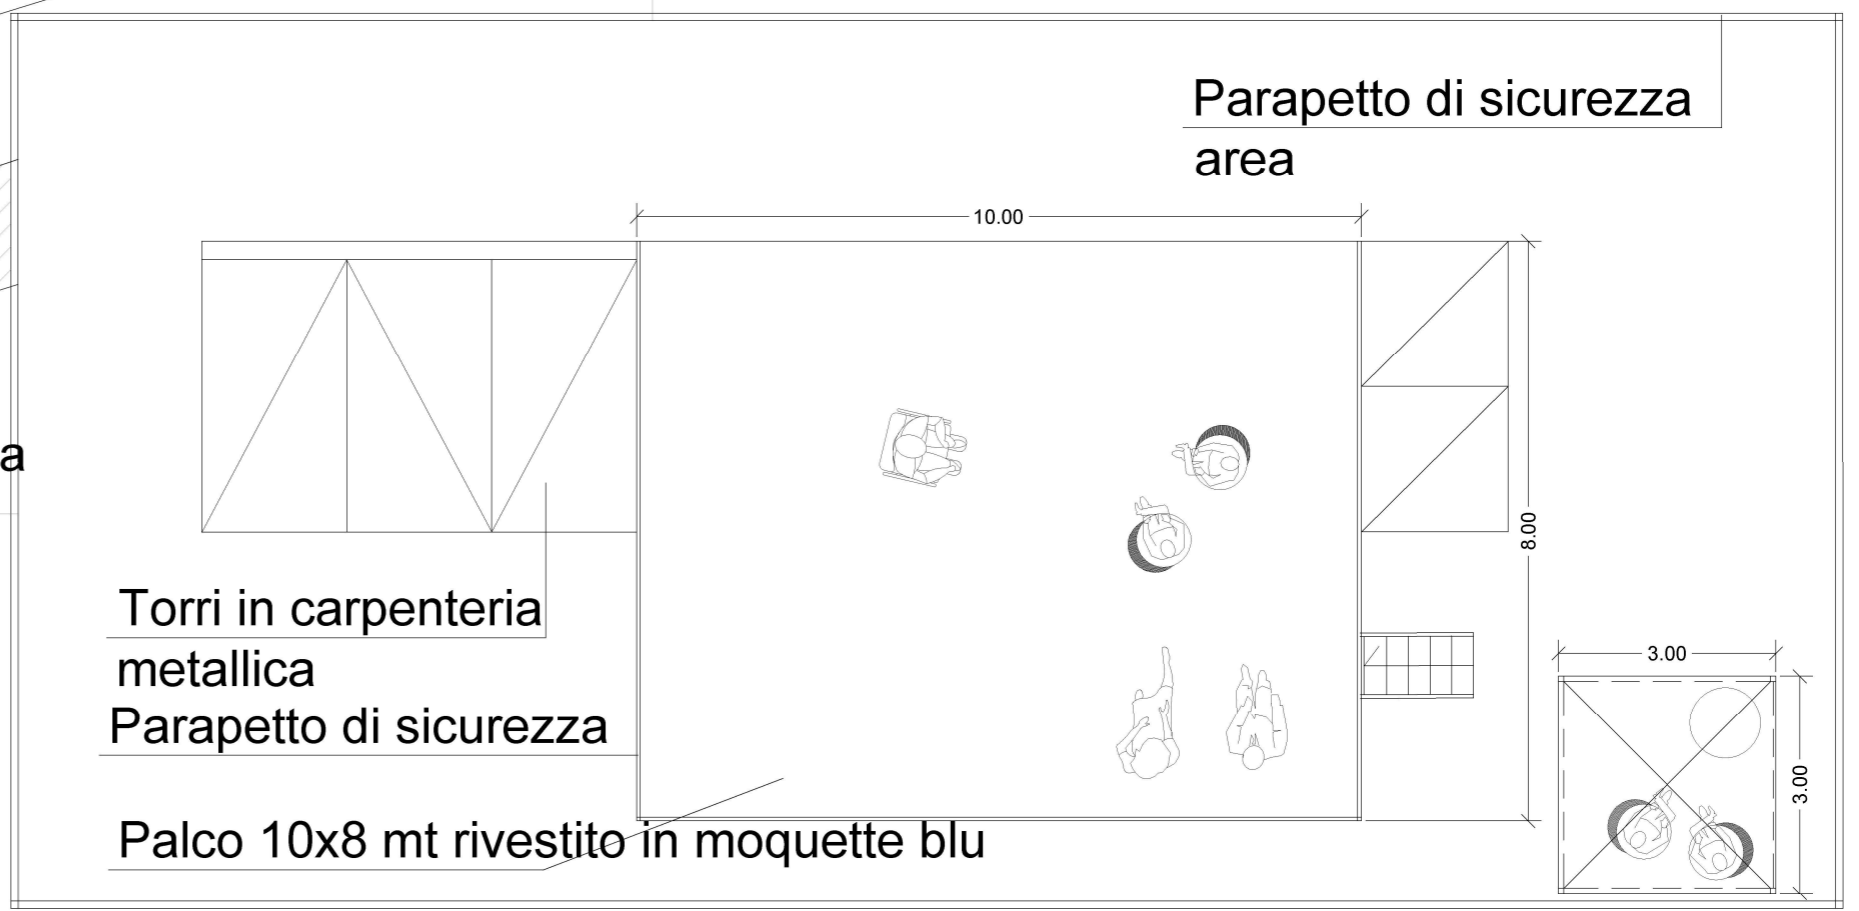 Parapetto di sicurezza
area
10.00
a
8.00
Torri in carpenteria
metallica
Parapetto di sicurezza
3.00
3.00
Palco 10x8 mt rivestito in moquette blu